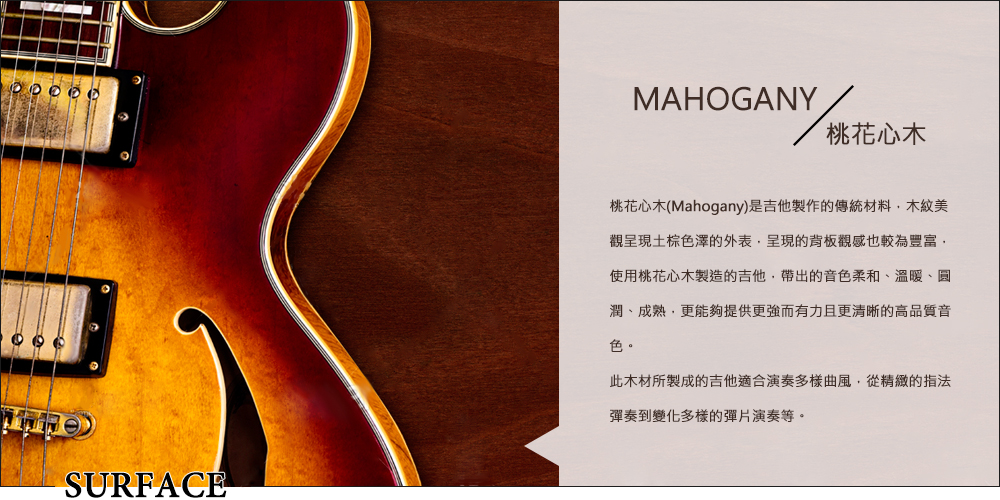 MAHOGANY
桃花心木
桃花心木(Mahogany)是吉他製作的傳統材料，木紋美
觀呈現土棕色澤的外表，呈現的背板觀感也較為豐富，
使用桃花心木製造的吉他，帶出的音色柔和、溫暖、圓
潤、成熟，更能夠提供更強而有力且更清晰的高品質音
色。
此木材所製成的吉他適合演奏多樣曲風，從精緻的指法
彈奏到變化多樣的彈片演奏等。
SURFACE